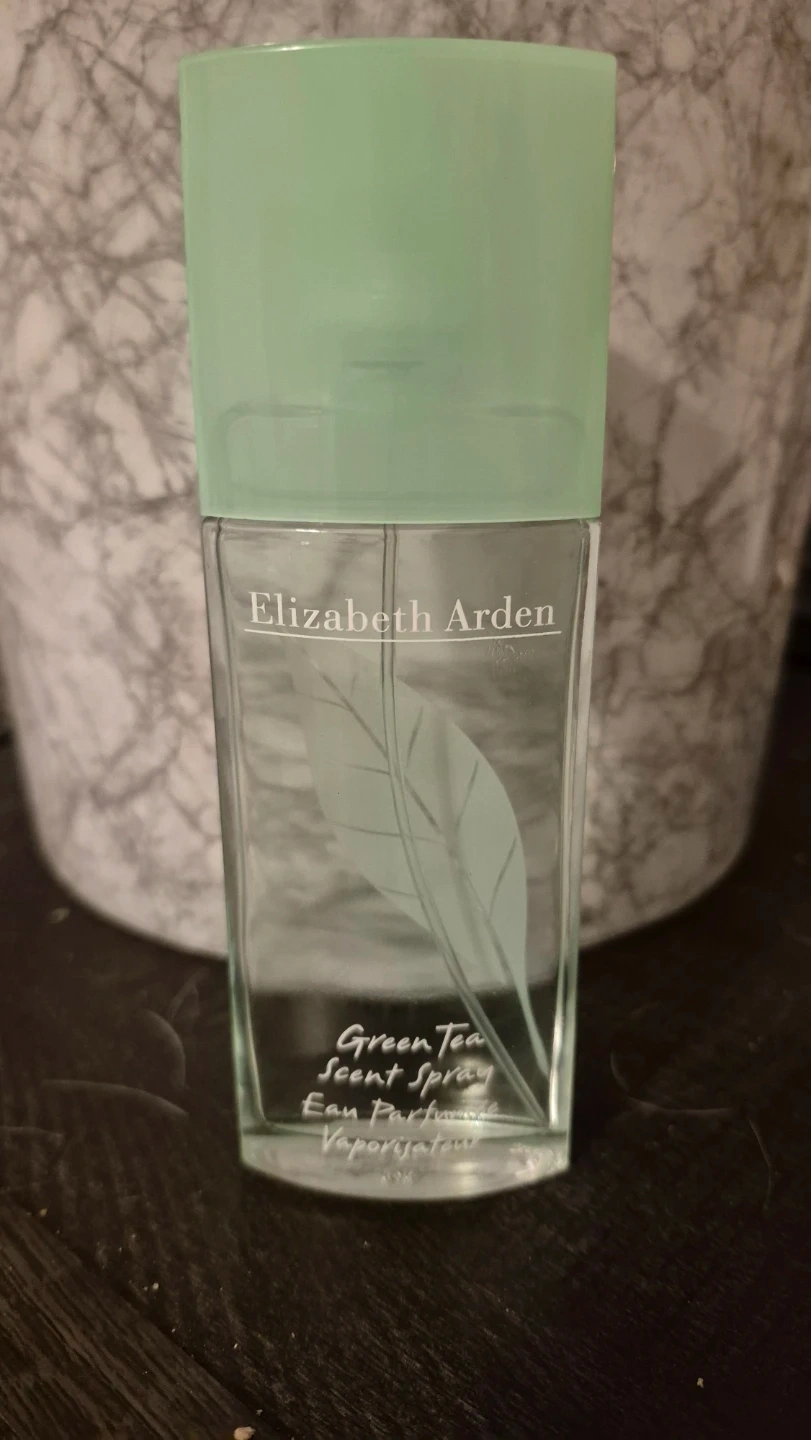 Elizabeth Arden
Green Tea
Scent Spray
Eau Parfumée
Vaporisateur